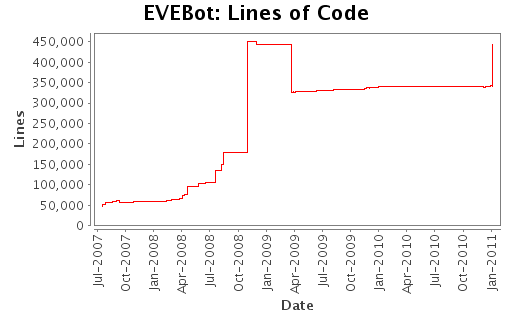 EVEBot: Lines of Code
Lines
450,000
400,000
350,000
300,000
250,000
200,000
150,000
100,000
50,000
0
Jul-2007
Oct-2007
Jan-2008
Apr-2008
Jul-2008
Oct-2008
Jan-2009
Apr-2009
Jul-2009
Oct-2009
Jan-2010
Apr-2010
Jul-2010
Oct-2010
Jan-2011
Date